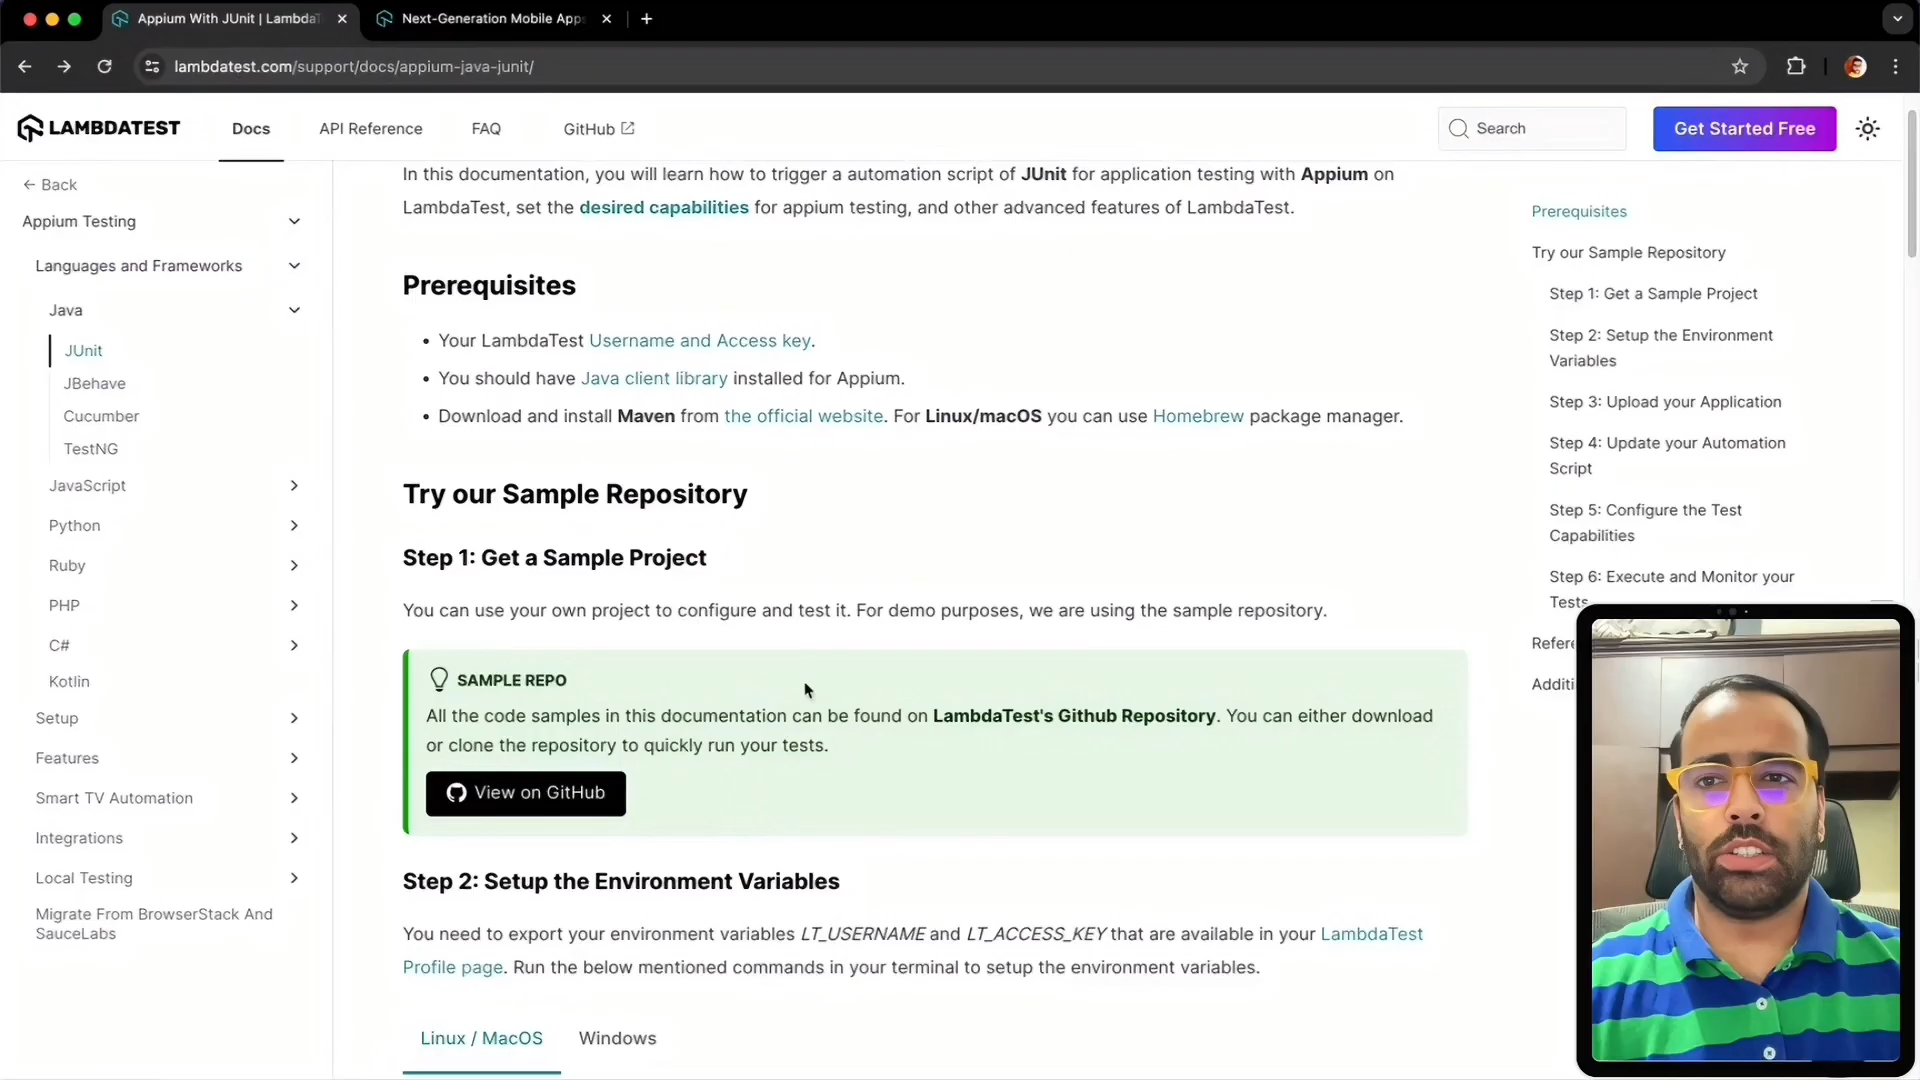 Appium With JUnit | LambdaT
Next-Generation Mobile App
lambdatest.com/support/docs/appium-java-junit/
LAMBDATEST
Docs
API Reference
FAQ
GitHub
Search
Get Started Free
← Back
Appium Testing
Languages and Frameworks
Java
JUnit
JBehave
Cucumber
TestNG
JavaScript
Python
Ruby
PHP
C#
Kotlin
Setup
Features
Smart TV Automation
Integrations
Local Testing
Migrate From BrowserStack And
SauceLabs
In this documentation, you will learn how to trigger a automation script of JUnit for application testing with Appium on
LambdaTest, set the desired capabilities for appium testing, and other advanced features of LambdaTest.
Prerequisites
• Your LambdaTest Username and Access key.
• You should have Java client library installed for Appium.
• Download and install Maven from the official website. For Linux/macOS you can use Homebrew package manager.
Try our Sample Repository
Step 1: Get a Sample Project
You can use your own project to configure and test it. For demo purposes, we are using the sample repository.
SAMPLE REPO
All the code samples in this documentation can be found on LambdaTest's Github Repository. You can either download
or clone the repository to quickly run your tests.
View on GitHub
Step 2: Setup the Environment Variables
You need to export your environment variables LT_USERNAME and LT_ACCESS_KEY that are available in your LambdaTest
Profile page. Run the below mentioned commands in your terminal to setup the environment variables.
Linux / MacOS
Windows
Prerequisites
Try our Sample Repository
Step 1: Get a Sample Project
Step 2: Setup the Environment
Variables
Step 3: Upload your Application
Step 4: Update your Automation
Script
Step 5: Configure the Test
Capabilities
Step 6: Execute and Monitor your
Tests
Refere
Additi